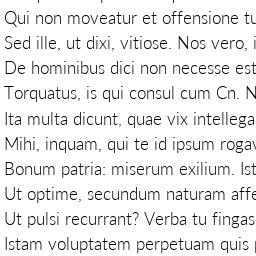 Qui non moveatur et offensione tu
Sed ille, ut dixi, vitiose. Nos vero, i
De hominibus dici non necesse est
Torquatus, is qui consul cum Cn. N
Ita multa dicunt, quae vix intellega
Mihi, inquam, qui te id ipsum rogav
Bonum patria: miserum exilium. Ist
Ut optime, secundum naturam affe
Ut pulsi recurrant? Verba tu fingas
Istam voluptatem perpetuam quis